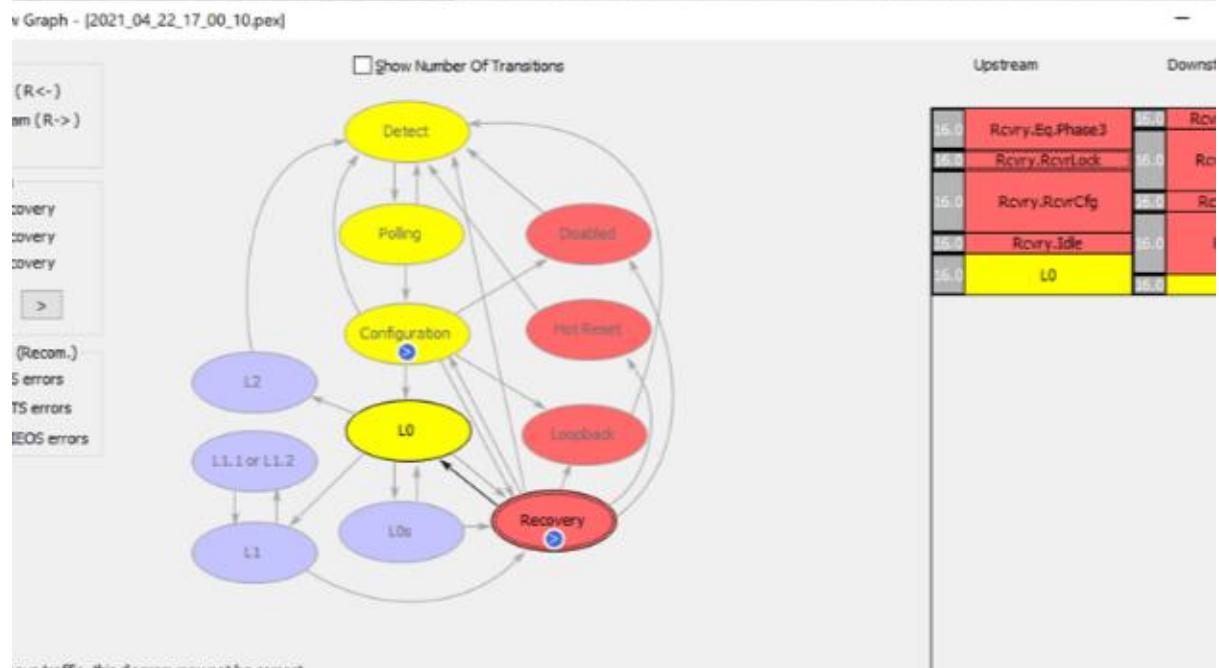 w Graph - [2021_04_22_17_00_10.pex]
Show Number Of Transitions
Upstream
Downst
(R<-)
am (R->)
covery
covery
covery
>
(Recom.)
S errors
TS errors
IEOS errors
Detect
Polling
Disabled
Configuration
Hot Reset
L2
L0
Loopback
L1.1 or L1.2
L0s
Recovery
L1
16.0 Rcvry.Eq.Phase3
16.0 Rcvry.RcvrLock
16.0 Rcvry.RcvrCfg
16.0 Rcvry.Idle
16.0 L0
16.0 Rcv
16.0 Rcv
16.0 Rc
16.0
16.0